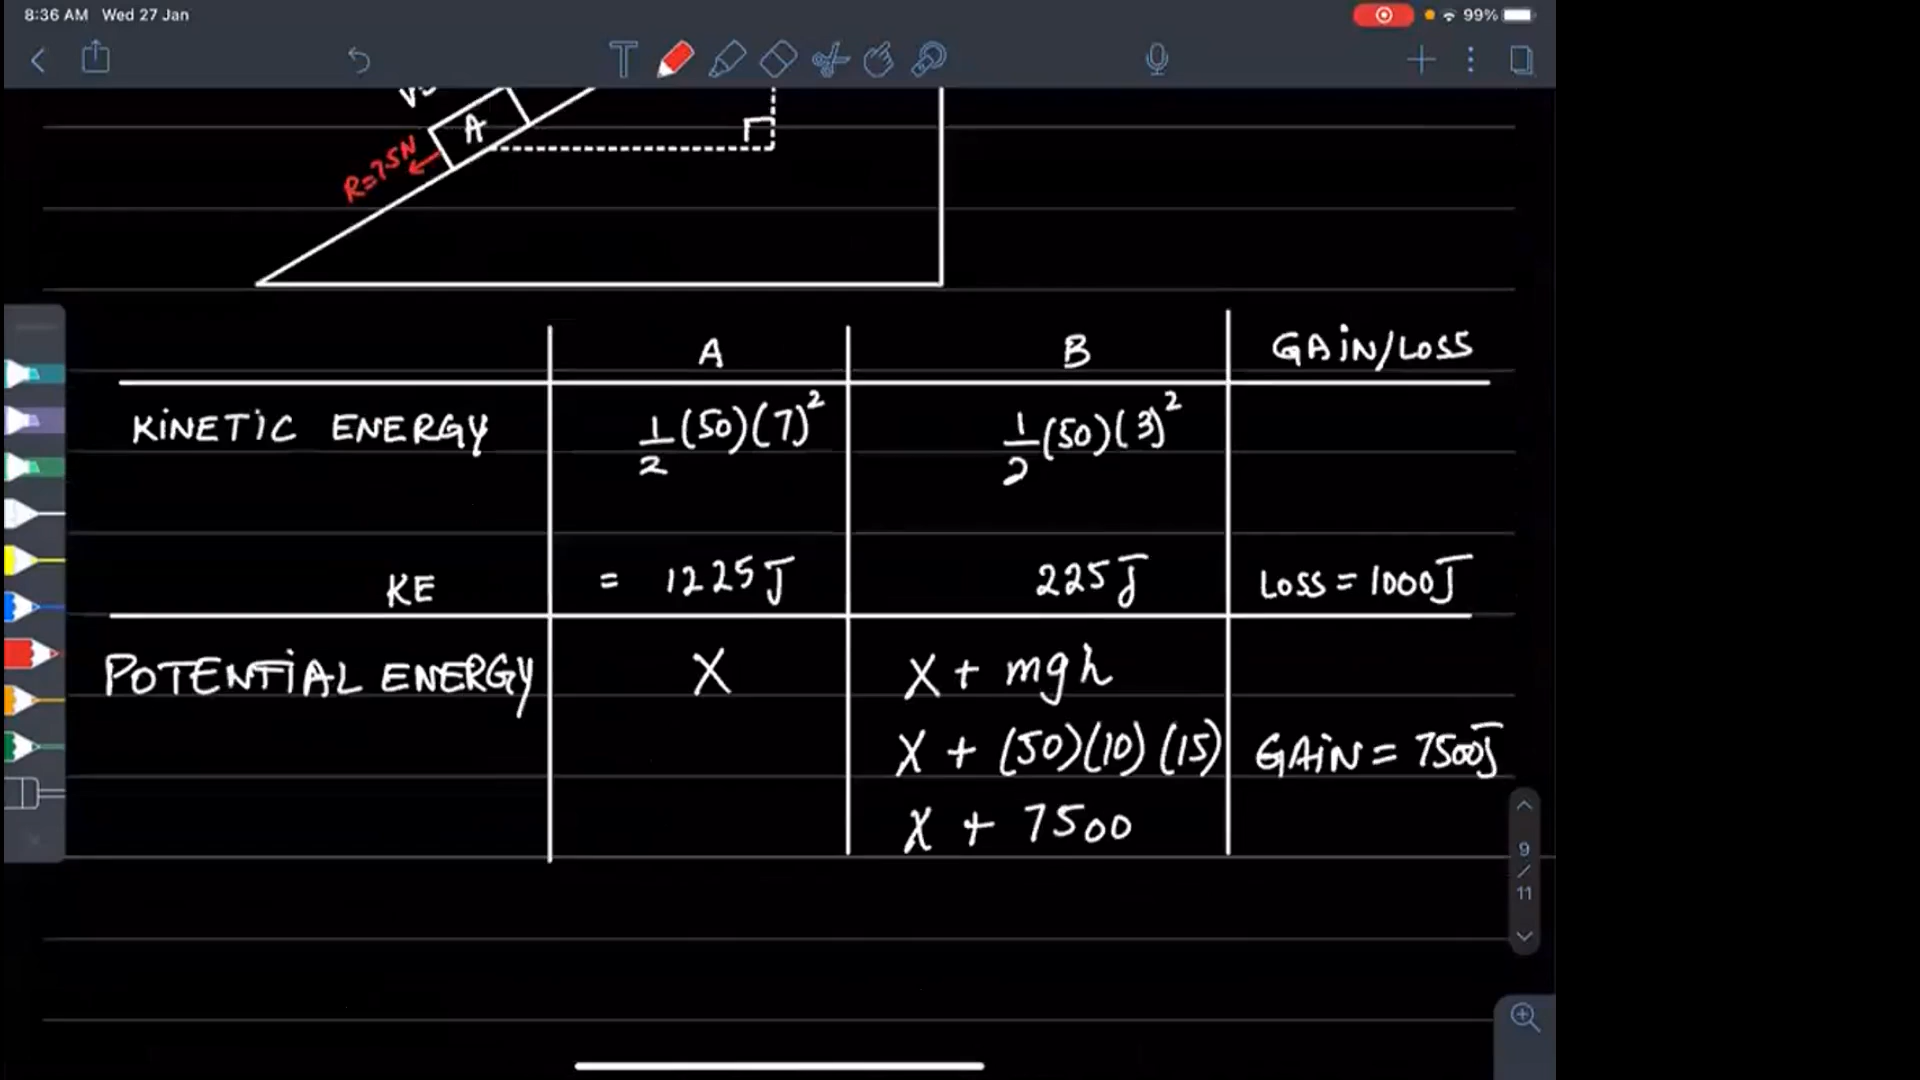 8:36 AM Wed 27 Jan
99%
A
R=75N
A B GAIN/LOSS
KINETIC ENERGY 1/2 (50)(7)² 1/2 (50)(3)²
KE = 1225J 225J LOSS = 1000J
POTENTIAL ENERGY X X + mgh
X + (50)(10)(15) GAIN = 7500J
X + 7500
9
/
11